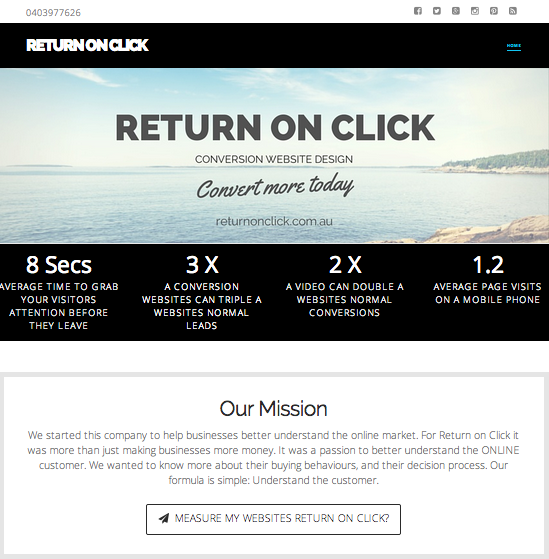 0403977626
RETURN ON CLICK
HOME
RETURN ON CLICK
CONVERSION WEBSITE DESIGN
Convert more today
returnonclick.com.au
8 Secs
AVERAGE TIME TO GRAB
YOUR VISITORS
ATTENTION BEFORE
THEY LEAVE
3 X
A CONVERSION
WEBSITES CAN TRIPLE A
WEBSITES NORMAL
LEADS
2 X
A VIDEO CAN DOUBLE A
WEBSITES NORMAL
CONVERSIONS
1.2
AVERAGE PAGE VISITS
ON A MOBILE PHONE
Our Mission
We started this company to help businesses better understand the online market. For Return on Click it
was more than just making businesses more money. It was a passion to better understand the ONLINE
customer. We wanted to know more about their buying behaviours, and their decision process. Our
formula is simple: Understand the customer.
MEASURE MY WEBSITES RETURN ON CLICK?